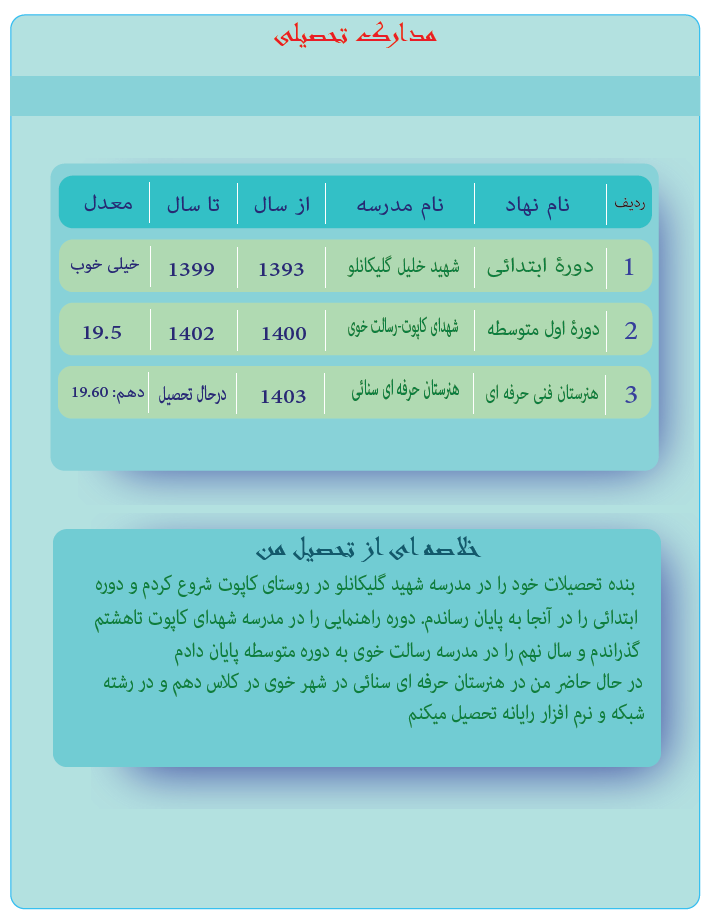 مدارک تحصیلی
ردیف نام نهاد نام مدرسه از سال تا سال معدل
1 دورۀ ابتدائی شهید خلیل گلیکانلو 1393 1399 خیلی خوب
2 دورۀ اول متوسطه شهدای کاپوت-رسالت خوی 1400 1402 19.5
3 هنرستان فنی حرفه ای هنرستان حرفه ای سنائی 1403 درحال تحصیل دهم: 19.60
خلاصه ای از تحصیل من
بنده تحصیلات خود را در مدرسه شهید گلیکانلو در روستای کاپوت شروع کردم و دوره
ابتدائی را در آنجا به پایان رساندم. دوره راهنمایی را در مدرسه شهدای کاپوت تاهشتم
گذراندم و سال نهم را در مدرسه رسالت خوی به دوره متوسطه پایان دادم
در حال حاضر من در هنرستان حرفه ای سنائی در شهر خوی در کلاس دهم و در رشته
شبکه و نرم افزار رایانه تحصیل میکنم